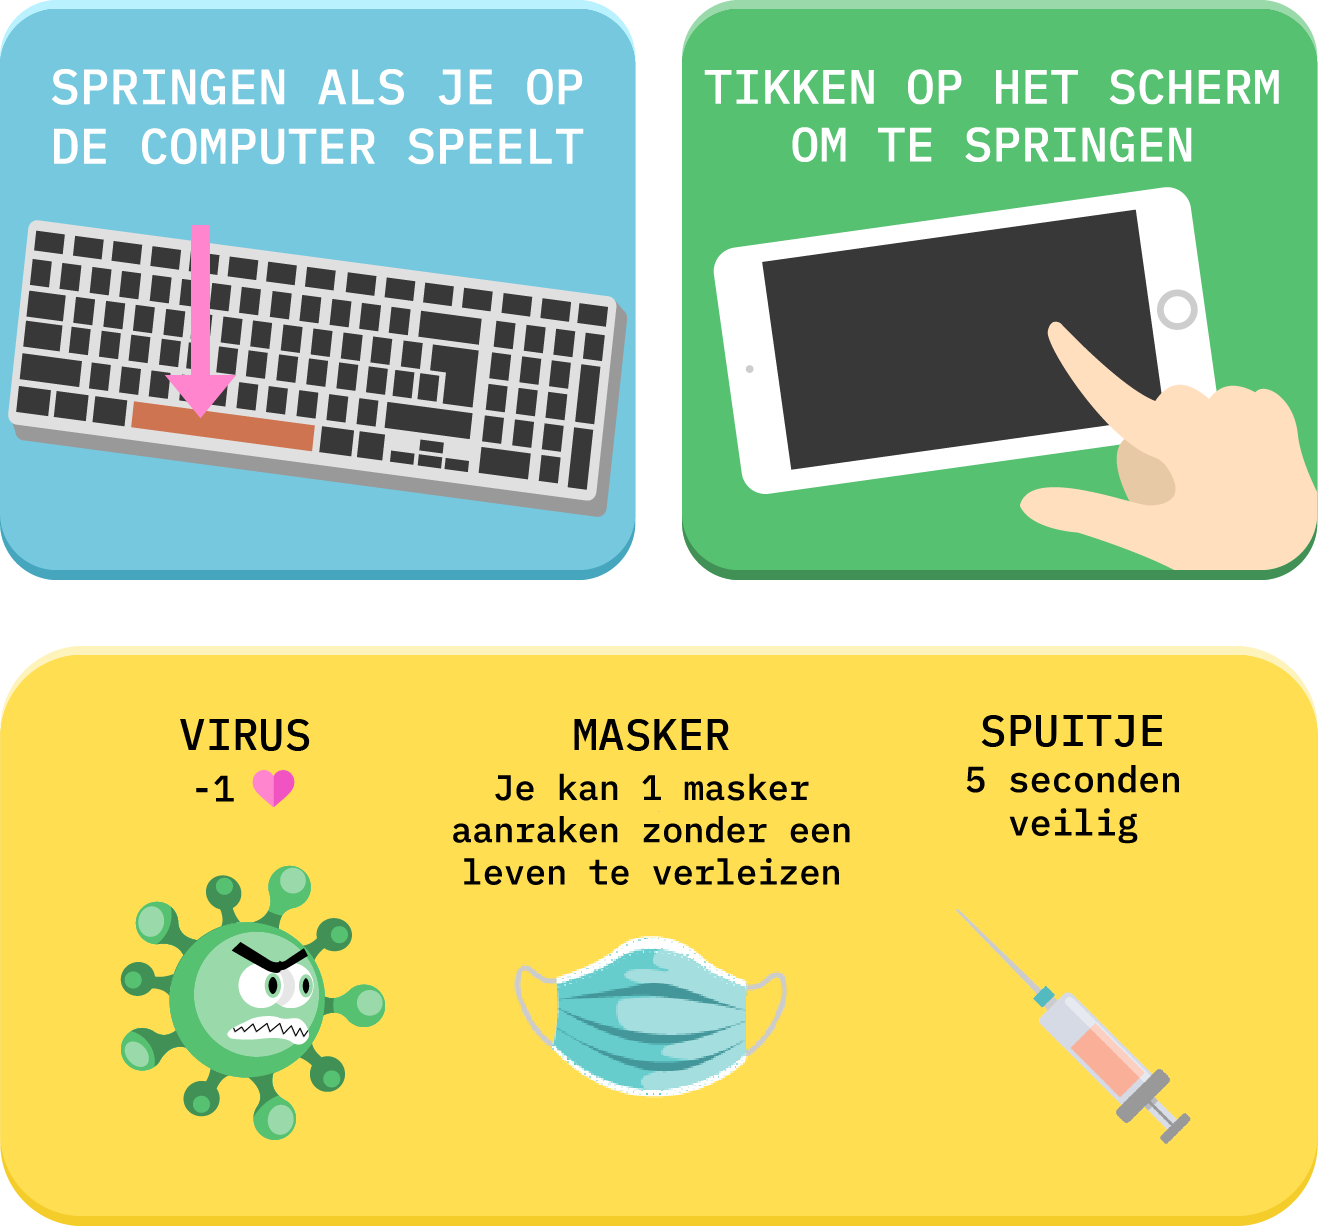 SPRINGEN ALS JE OP
DE COMPUTER SPEELT
TIKKEN OP HET SCHERM
OM TE SPRINGEN
VIRUS
-1
MASKER
Je kan 1 masker
aanraken zonder een
leven te verleizen
SPUITJE
5 seconden
veilig